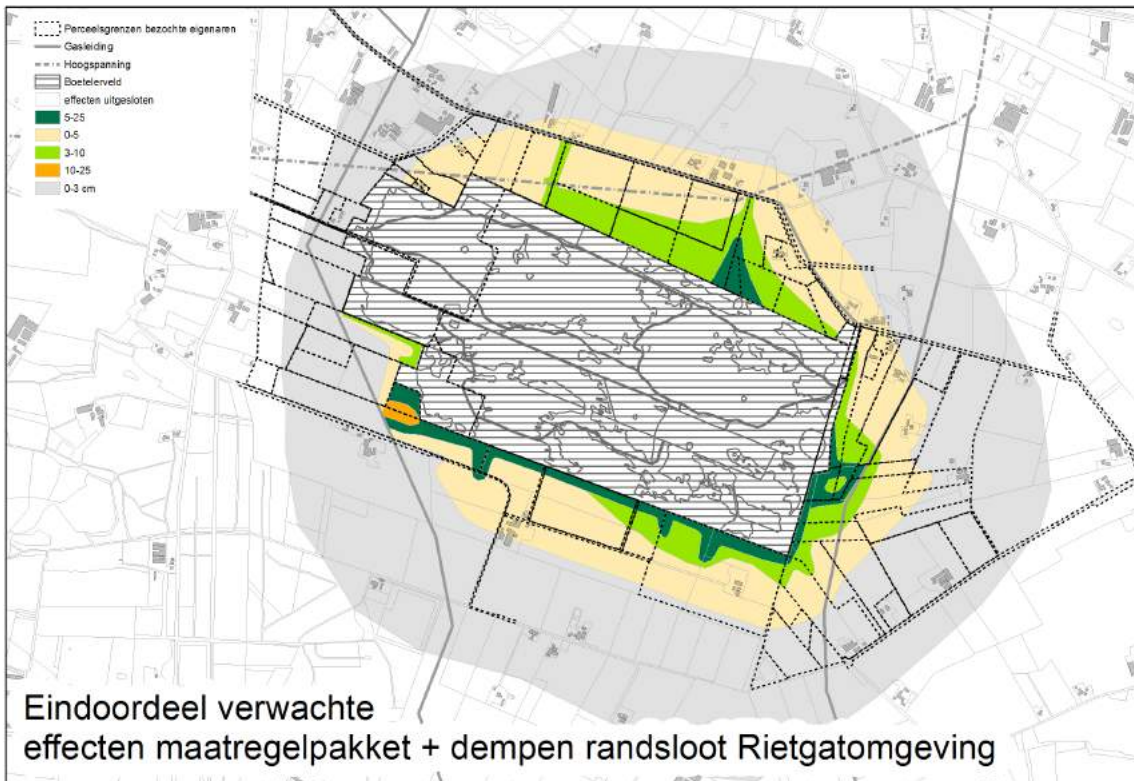 Perceelsgrenzen bezochte eigenaren
Gasleiding
Hoogspanning
Boetelerveld
effecten uitgesloten
5-25
0-5
3-10
10-25
0-3 cm
Eindoordeel verwachte
effecten maatregelpakket + dempen randsloot Rietgatomgeving